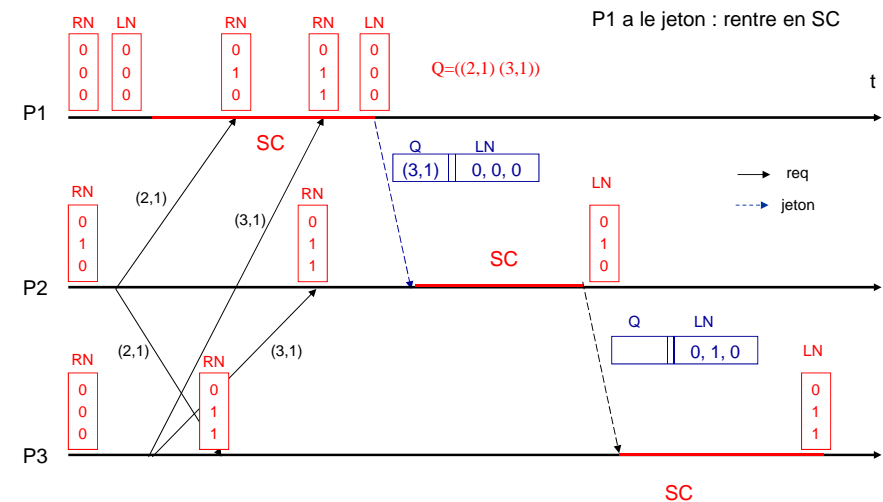 P1 a le jeton : rentre en SC
RN LN RN RN LN
0 0 0 0 0
0 0 1 1 0
0 0 0 1 0
Q=((2,1) (3,1))
t
P1
SC
Q LN
(3,1) 0, 0, 0
req
jeton
RN
0
1
0
(2,1)
(3,1)
RN
0
1
1
LN
0
1
0
SC
P2
(2,1)
(3,1)
Q LN
0, 1, 0
RN
0
0
0
RN
0
1
1
LN
0
1
1
P3
SC